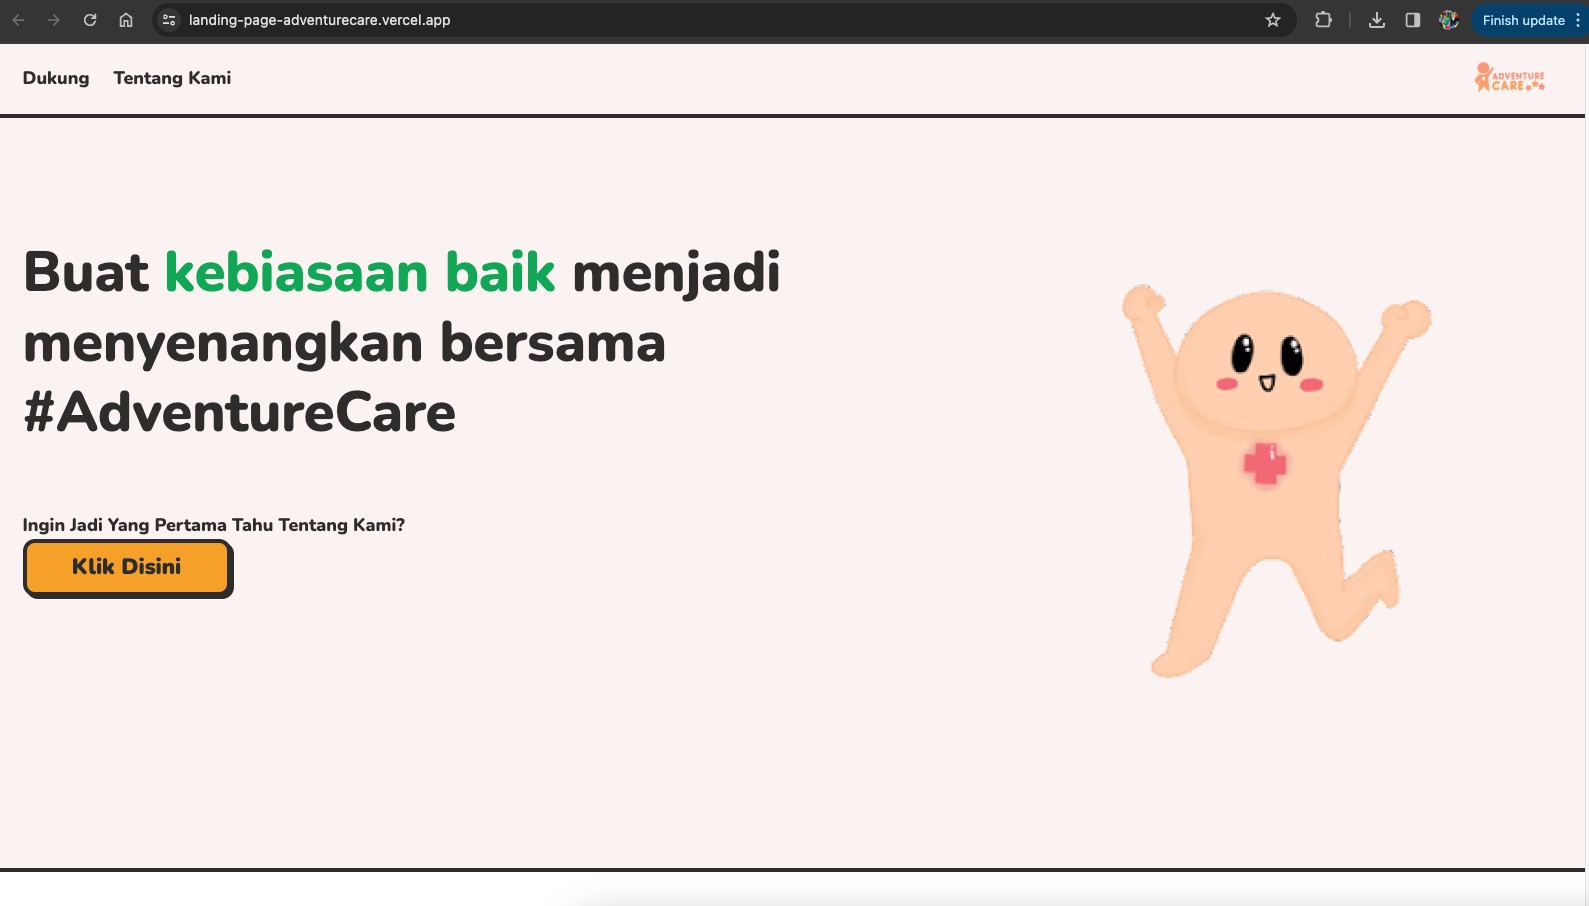 landing-page-adventurecare.vercel.app
Finish update
Dukung Tentang Kami
ADVENTURE
CARE
Buat kebiasaan baik menjadi
menyenangkan bersama
#AdventureCare
Ingin Jadi Yang Pertama Tahu Tentang Kami?
Klik Disini